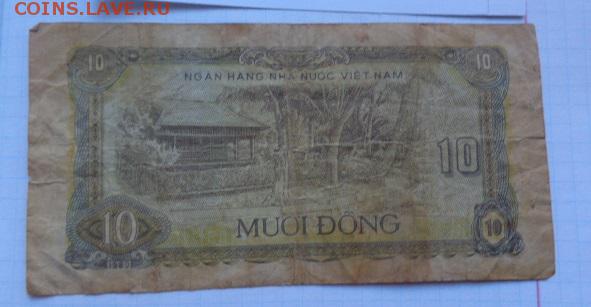 COINS.LAVE.RU
10 10
NGÂN HÀNG NHÀ NƯỚC VIỆT NAM
10
10 MƯỜI ĐỒNG 10